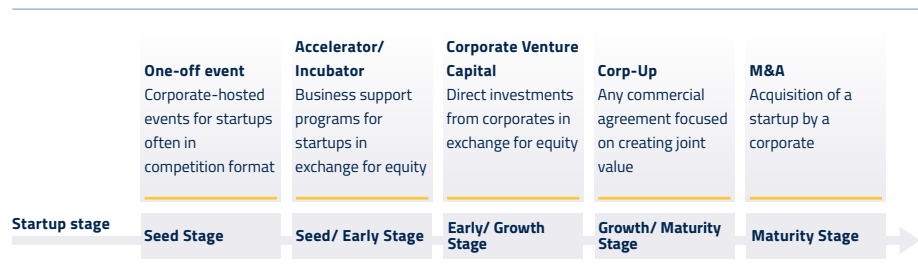 One-off event
Corporate-hosted
events for startups
often in
competition format
Accelerator/
Incubator
Business support
programs for
startups in
exchange for equity
Corporate Venture
Capital
Direct investments
from corporates in
exchange for equity
Corp-Up
Any commercial
agreement focused
on creating joint
value
M&A
Acquisition of a
startup by a
corporate
Startup stage
Seed Stage
Seed/ Early Stage
Early/ Growth
Stage
Growth/ Maturity
Stage
Maturity Stage